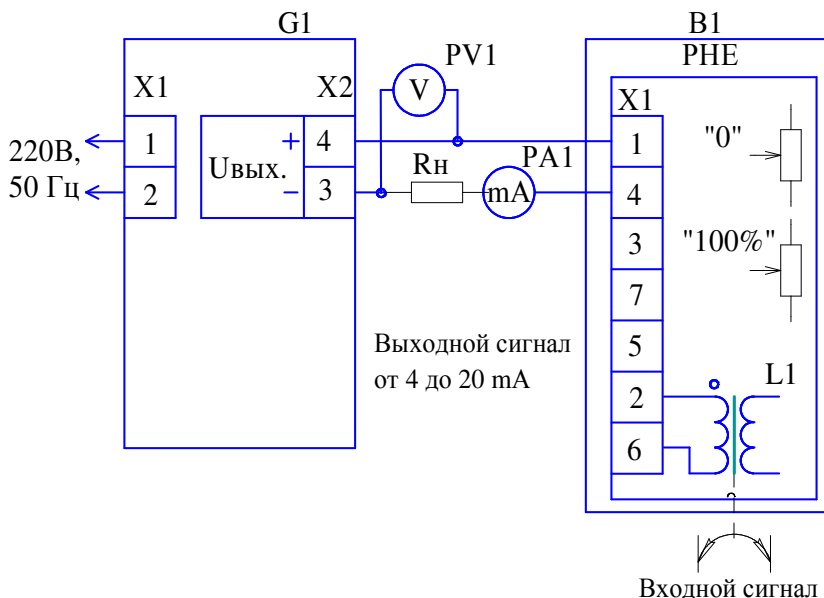 G1
B1
PV1
PHE
V
X1
X2
X1
"0"
220В,
50 Гц
1
2
Uвых.
+
4
−
3
Rн
PA1
mA
1
4
3
7
5
2
6
"100%"
Выходной сигнал
от 4 до 20 mA
L1
Входной сигнал